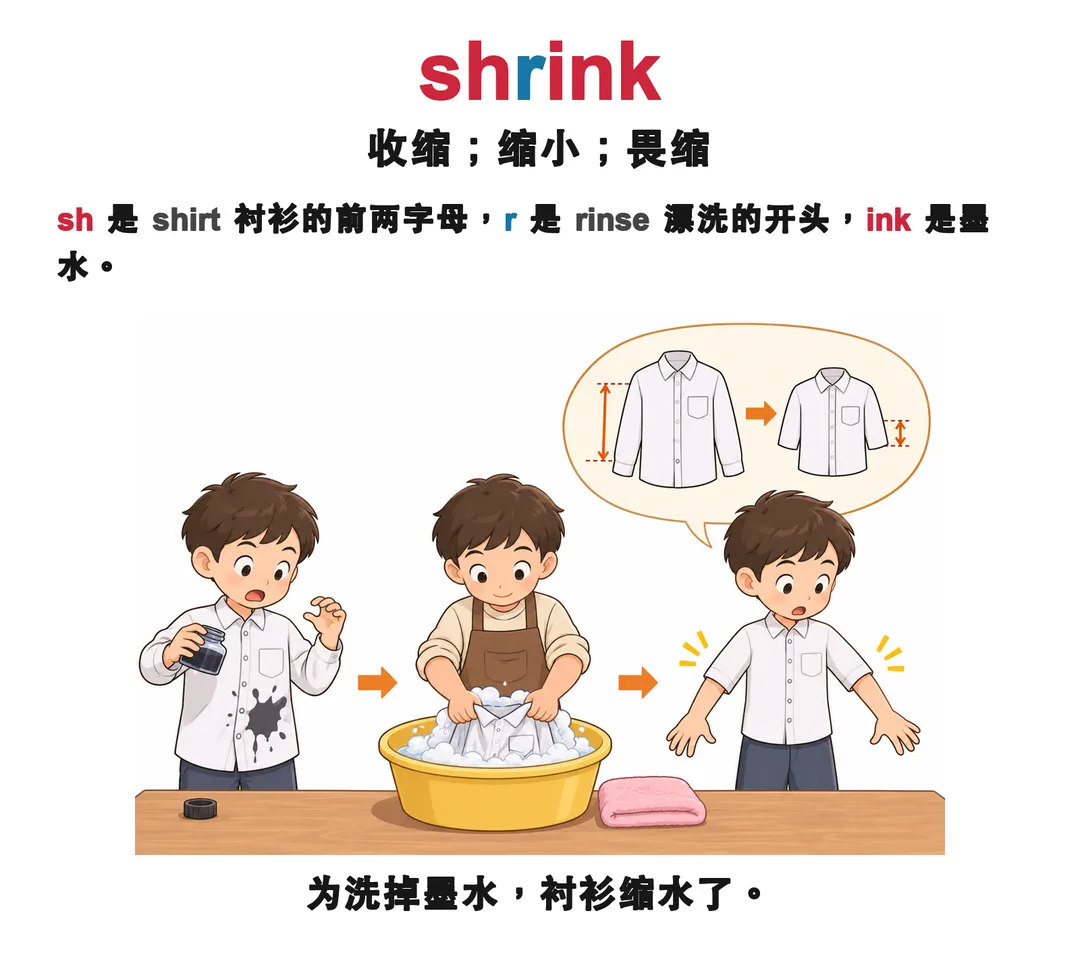 shrink
收缩；缩小；畏缩
sh 是 shirt 衬衫的前两字母，r 是 rinse 漂洗的开头，ink 是墨
水。
为洗掉墨水，衬衫缩水了。